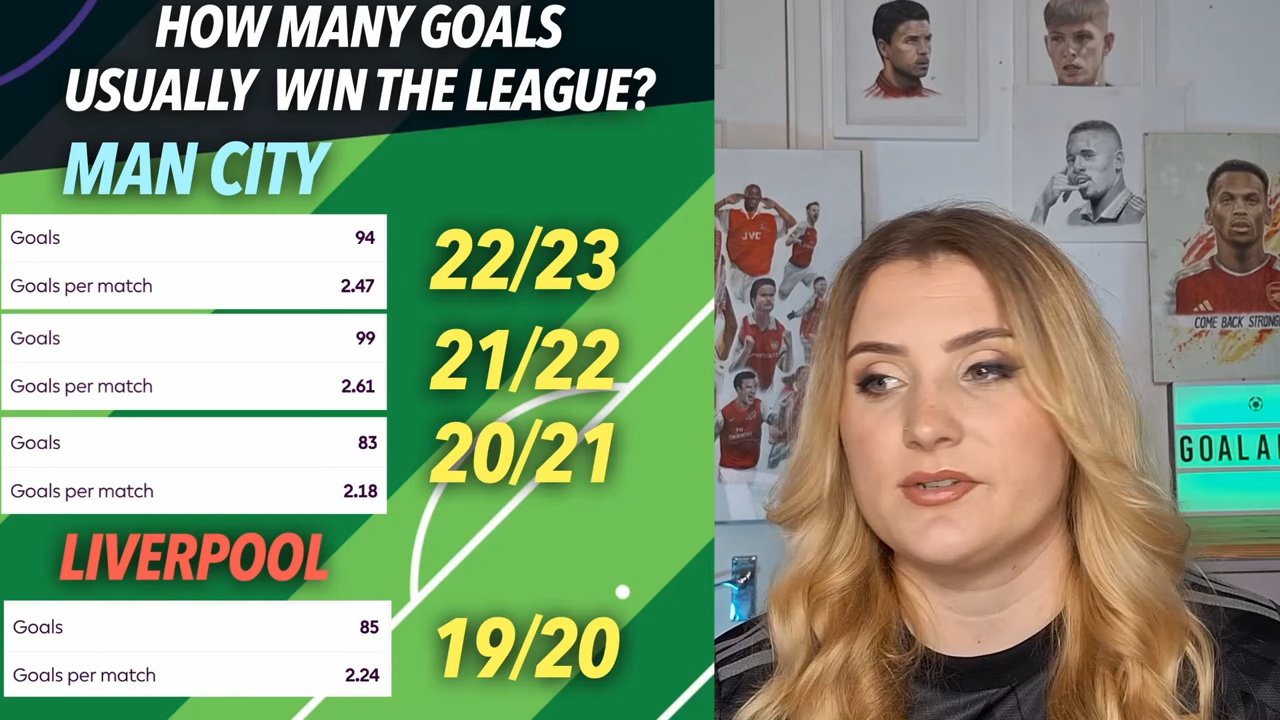 HOW MANY GOALS
USUALLY WIN THE LEAGUE?
MAN CITY
Goals 94
Goals per match 2.47
22/23
Goals 99
Goals per match 2.61
21/22
Goals 83
Goals per match 2.18
20/21
LIVERPOOL
Goals 85
Goals per match 2.24
19/20
JVC
COME BACK STRONG
GOALA